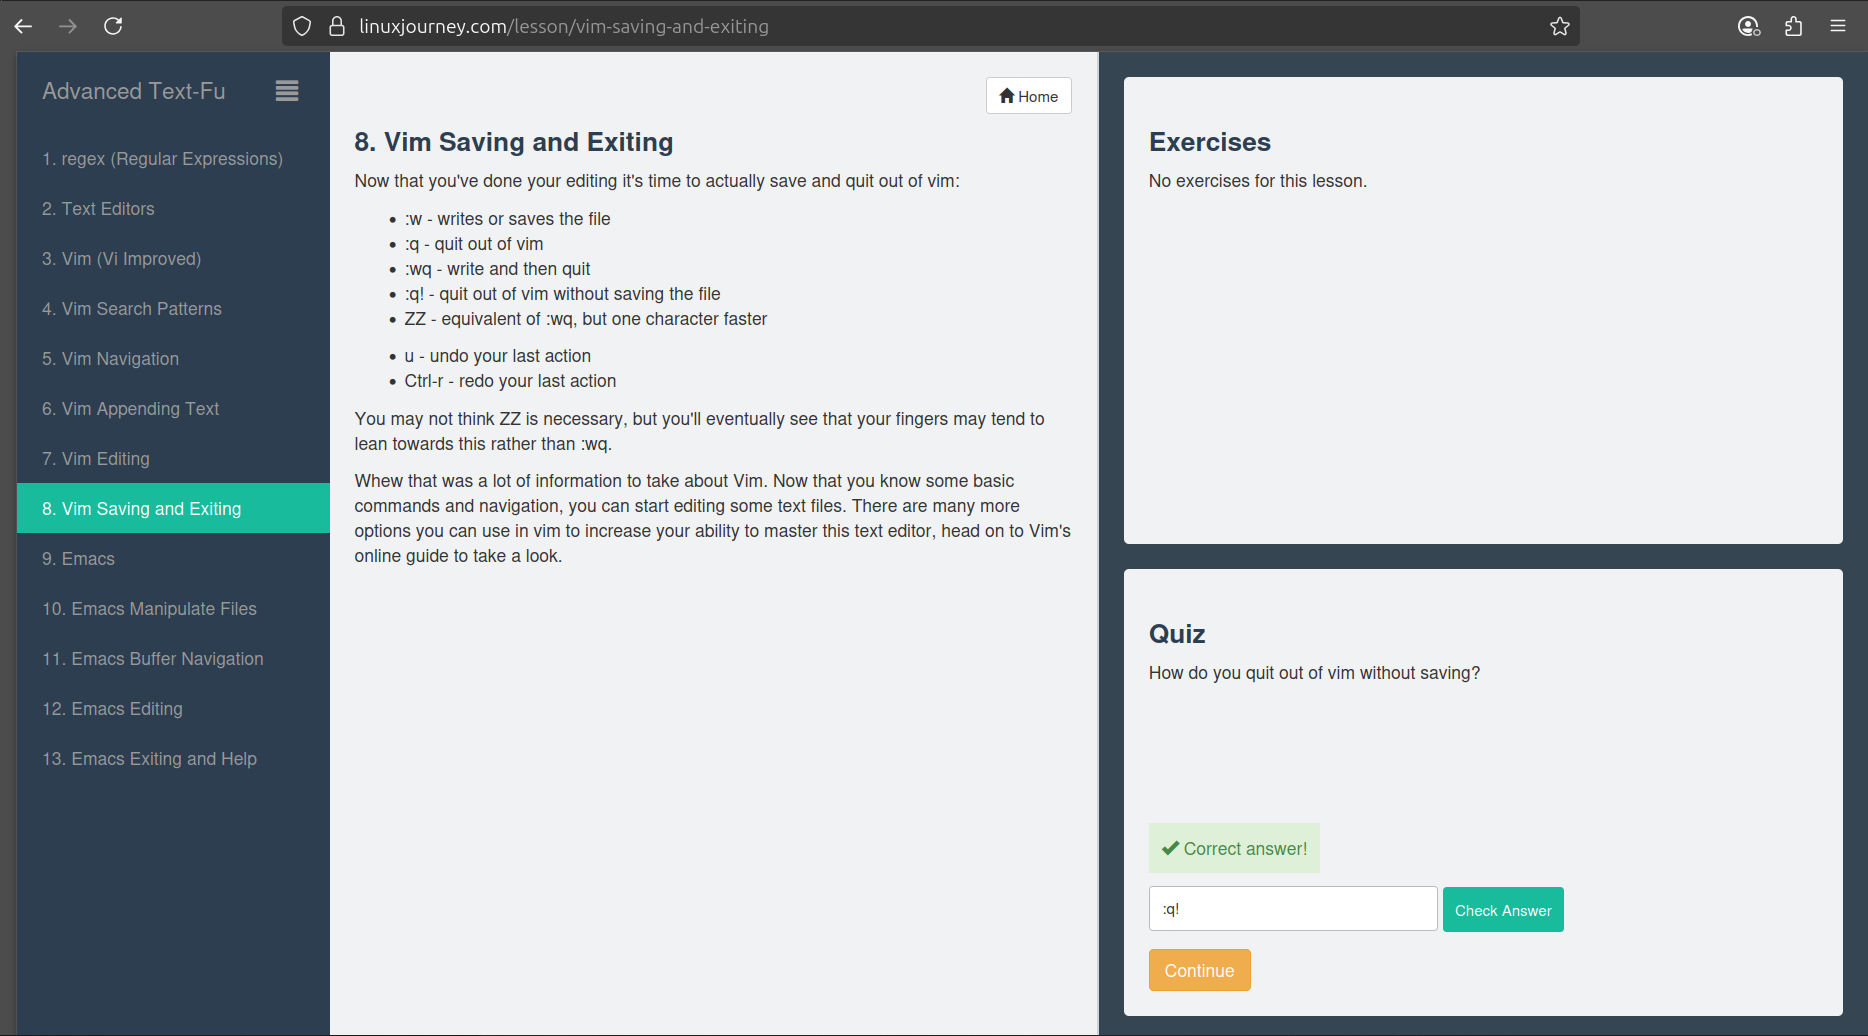 linuxjourney.com/lesson/vim-saving-and-exiting
Advanced Text-Fu
1. regex (Regular Expressions)
2. Text Editors
3. Vim (Vi Improved)
4. Vim Search Patterns
5. Vim Navigation
6. Vim Appending Text
7. Vim Editing
8. Vim Saving and Exiting
9. Emacs
10. Emacs Manipulate Files
11. Emacs Buffer Navigation
12. Emacs Editing
13. Emacs Exiting and Help
Home
8. Vim Saving and Exiting
Now that you've done your editing it's time to actually save and quit out of vim:
• :w - writes or saves the file
• :q - quit out of vim
• :wq - write and then quit
• :q! - quit out of vim without saving the file
• ZZ - equivalent of :wq, but one character faster
• u - undo your last action
• Ctrl-r - redo your last action
You may not think ZZ is necessary, but you'll eventually see that your fingers may tend to
lean towards this rather than :wq.
Whew that was a lot of information to take about Vim. Now that you know some basic
commands and navigation, you can start editing some text files. There are many more
options you can use in vim to increase your ability to master this text editor, head on to Vim's
online guide to take a look.
Exercises
No exercises for this lesson.
Quiz
How do you quit out of vim without saving?
Correct answer!
:q!
Check Answer
Continue